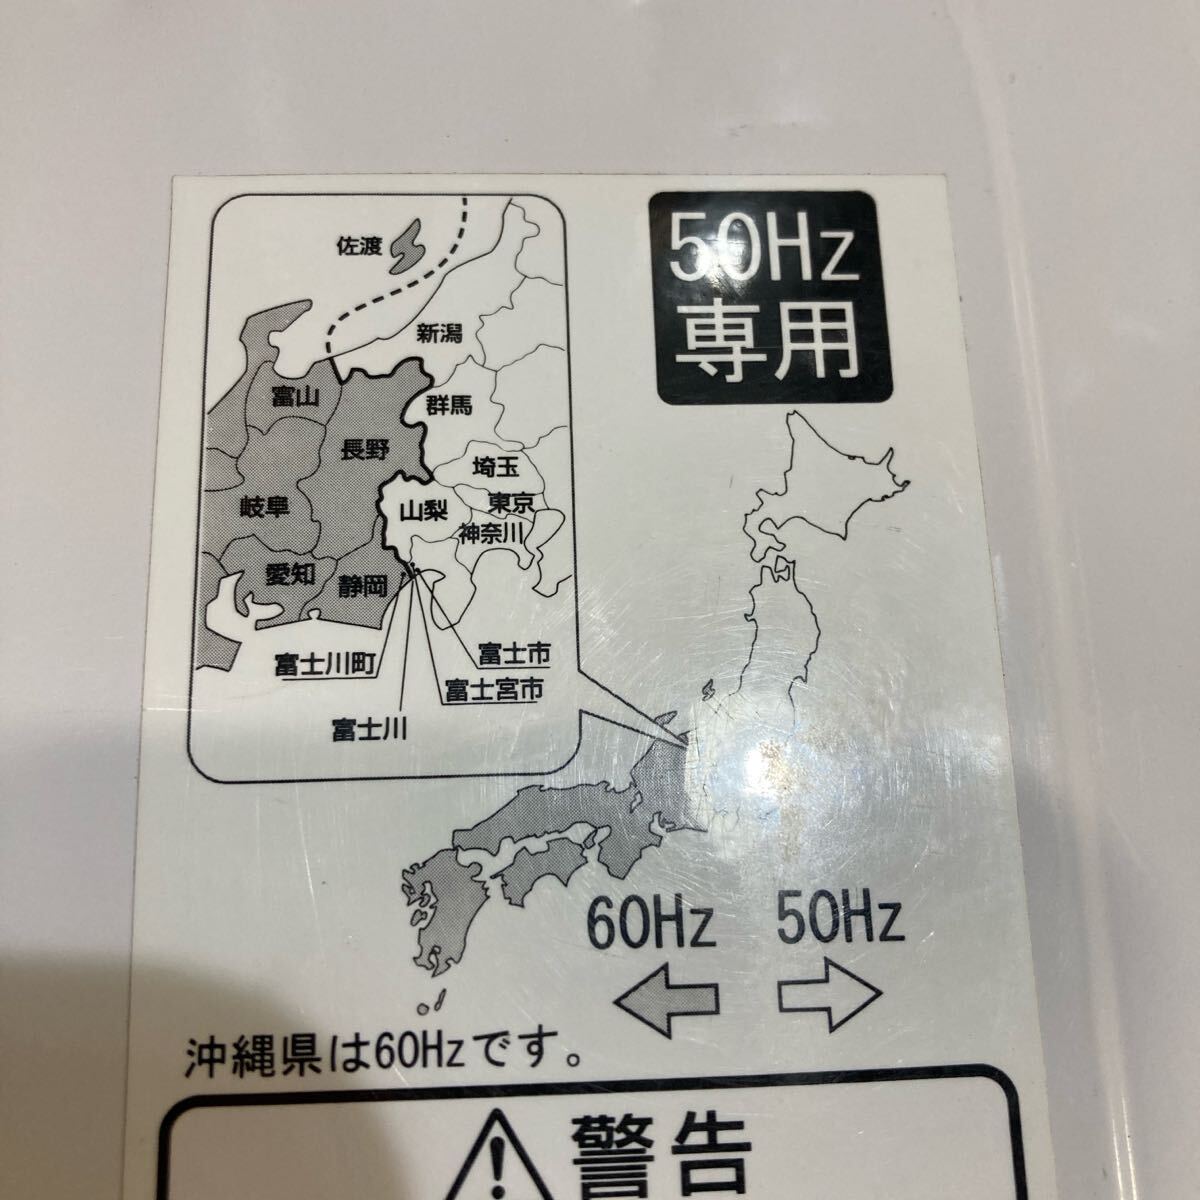 50Hz
専用
佐渡
新潟
富山
群馬
長野
埼玉
岐阜
山梨
東京
神奈川
愛知
静岡
富士川町
富士市
富士宮市
富士川
60Hz
50Hz
沖縄県は60Hzです。
警告